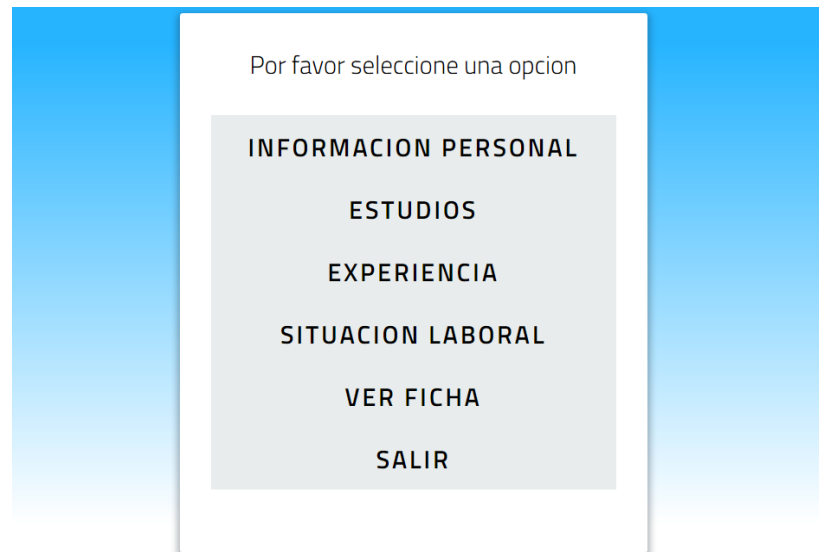 Por favor seleccione una opcion
INFORMACION PERSONAL
ESTUDIOS
EXPERIENCIA
SITUACION LABORAL
VER FICHA
SALIR